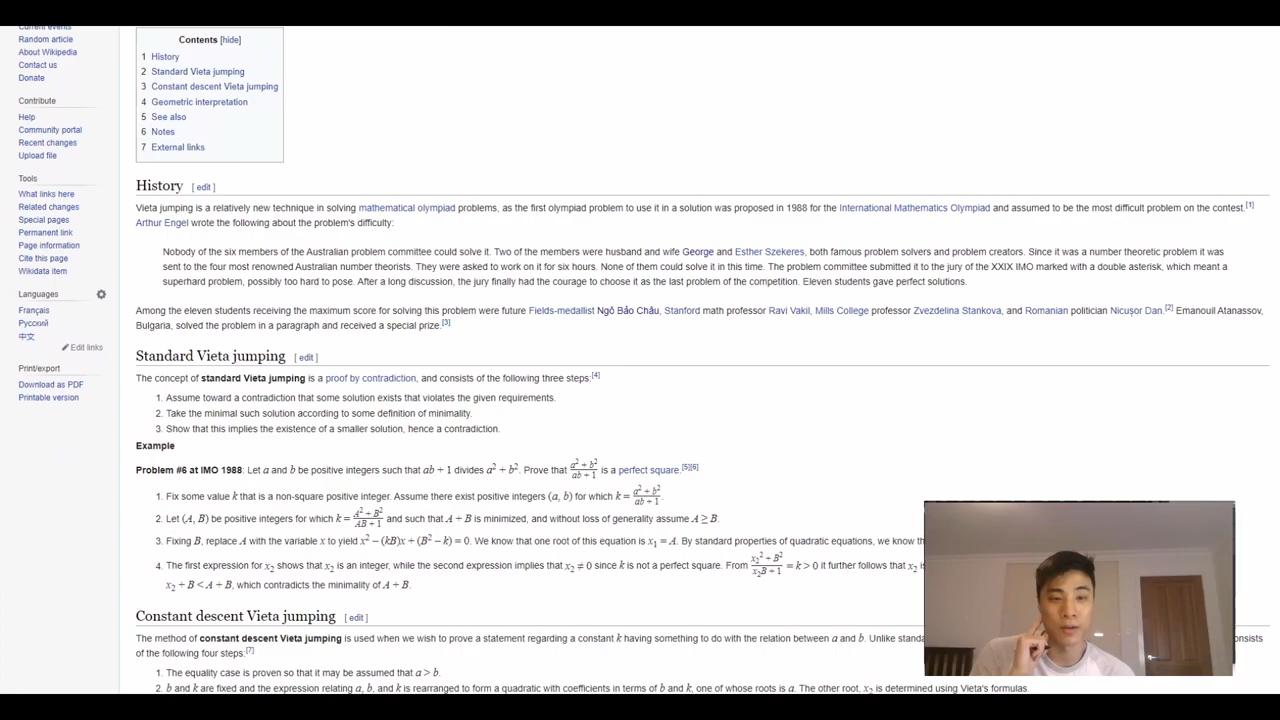 Current events
Random article
About Wikipedia
Contact us
Donate
Contribute
Help
Community portal
Recent changes
Upload file
Tools
What links here
Related changes
Special pages
Permanent link
Page information
Cite this page
Wikidata item
Languages
Français
Русский
中文
Edit links
Print/export
Download as PDF
Printable version
Contents [hide]
1 History
2 Standard Vieta jumping
3 Constant descent Vieta jumping
4 Geometric interpretation
5 See also
6 Notes
7 External links
History [ edit ]
Vieta jumping is a relatively new technique in solving mathematical olympiad problems, as the first olympiad problem to use it in a solution was proposed in 1988 for the International Mathematics Olympiad and assumed to be the most difficult problem on the contest.[1]
Arthur Engel wrote the following about the problem's difficulty:
Nobody of the six members of the Australian problem committee could solve it. Two of the members were husband and wife George and Esther Szekeres, both famous problem solvers and problem creators. Since it was a number theoretic problem it was
sent to the four most renowned Australian number theorists. They were asked to work on it for six hours. None of them could solve it in this time. The problem committee submitted it to the jury of the XXIX IMO marked with a double asterisk, which meant a
superhard problem, possibly too hard to pose. After a long discussion, the jury finally had the courage to choose it as the last problem of the competition. Eleven students gave perfect solutions.
Among the eleven students receiving the maximum score for solving this problem were future Fields-medallist Ngô Bảo Châu, Stanford math professor Ravi Vakil, Mills College professor Zvezdelina Stankova, and Romanian politician Nicușor Dan.[2] Emanouil Atanassov,
Bulgaria, solved the problem in a paragraph and received a special prize.[3]
Standard Vieta jumping [ edit ]
The concept of standard Vieta jumping is a proof by contradiction, and consists of the following three steps:[4]
1. Assume toward a contradiction that some solution exists that violates the given requirements.
2. Take the minimal such solution according to some definition of minimality.
3. Show that this implies the existence of a smaller solution, hence a contradiction.
Example
Problem #6 at IMO 1988: Let a and b be positive integers such that ab + 1 divides a² + b². Prove that (a² + b²)/(ab + 1) is a perfect square.[5][6]
1. Fix some value k that is a non-square positive integer. Assume there exist positive integers (a, b) for which k = (a² + b²)/(ab + 1).
2. Let (A, B) be positive integers for which k = (A² + B²)/(AB + 1) and such that A + B is minimized, and without loss of generality assume A ≥ B.
3. Fixing B, replace A with the variable x to yield x² − (kB)x + (B² − k) = 0. We know that one root of this equation is x₁ = A. By standard properties of quadratic equations, we know th
4. The first expression for x₂ shows that x₂ is an integer, while the second expression implies that x₂ ≠ 0 since k is not a perfect square. From (x₂² + B²)/(x₂B + 1) = k > 0 it further follows that x₂
x₂ + B < A + B, which contradicts the minimality of A + B.
Constant descent Vieta jumping [ edit ]
The method of constant descent Vieta jumping is used when we wish to prove a statement regarding a constant k having something to do with the relation between a and b. Unlike standa onsists
of the following four steps:[7]
1. The equality case is proven so that it may be assumed that a > b.
2. b and k are fixed and the expression relating a, b, and k is rearranged to form a quadratic with coefficients in terms of b and k, one of whose roots is a. The other root, x₂ is determined using Vieta's formulas.